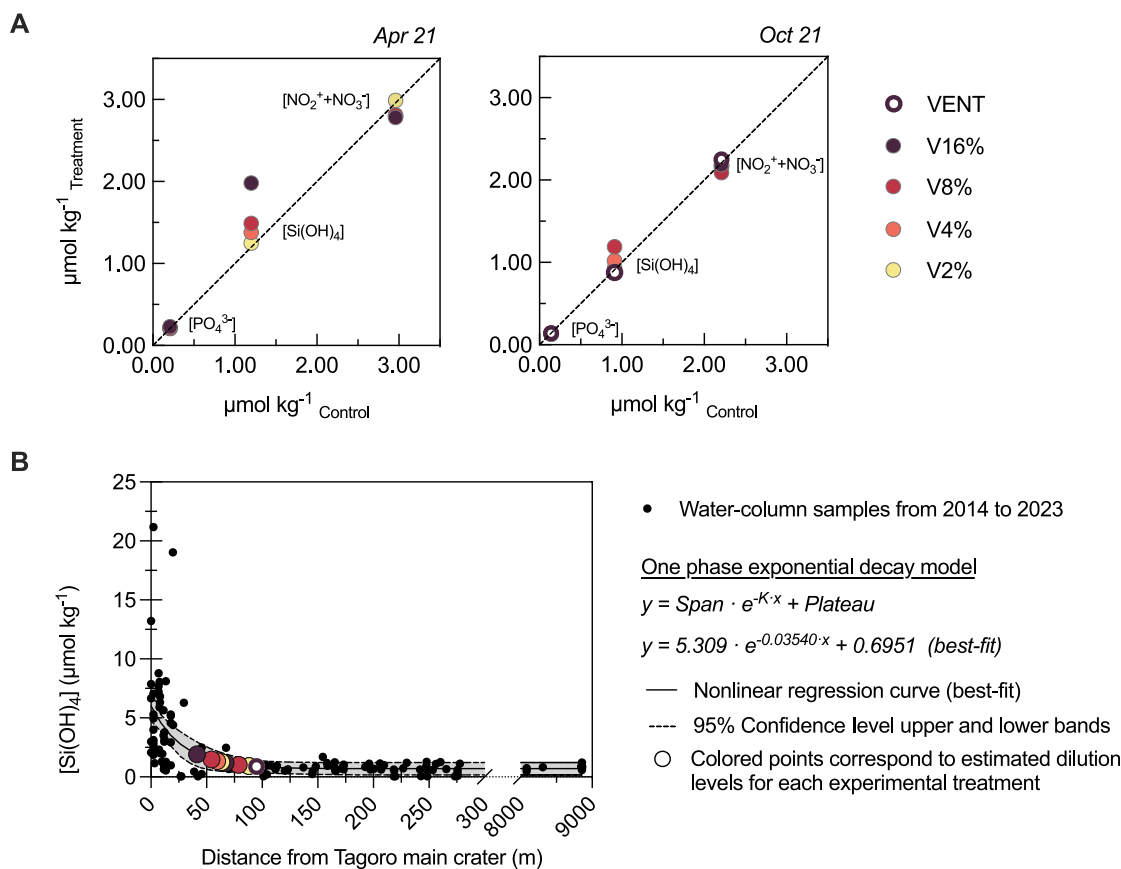 A
Apr 21
Oct 21
3.00
2.00
1.00
0.00
0.00 1.00 2.00 3.00
µmol kg⁻¹ Treatment
µmol kg⁻¹ Control
[NO₂⁺+NO₃⁻]
[Si(OH)₄]
[PO₄³⁻]
3.00
2.00
1.00
0.00
0.00 1.00 2.00 3.00
µmol kg⁻¹ Control
[NO₂⁺+NO₃⁻]
[Si(OH)₄]
[PO₄³⁻]
VENT
V16%
V8%
V4%
V2%
B
25
20
15
10
5
0
[Si(OH)₄] (µmol kg⁻¹)
0 50 100 150 200 250 300 8000 9000
Distance from Tagoro main crater (m)
Water-column samples from 2014 to 2023
One phase exponential decay model
y = Span · e⁻ᴷ·ˣ + Plateau
y = 5.309 · e⁻⁰·⁰³⁵⁴⁰·ˣ + 0.6951 (best-fit)
Nonlinear regression curve (best-fit)
95% Confidence level upper and lower bands
Colored points correspond to estimated dilution
levels for each experimental treatment